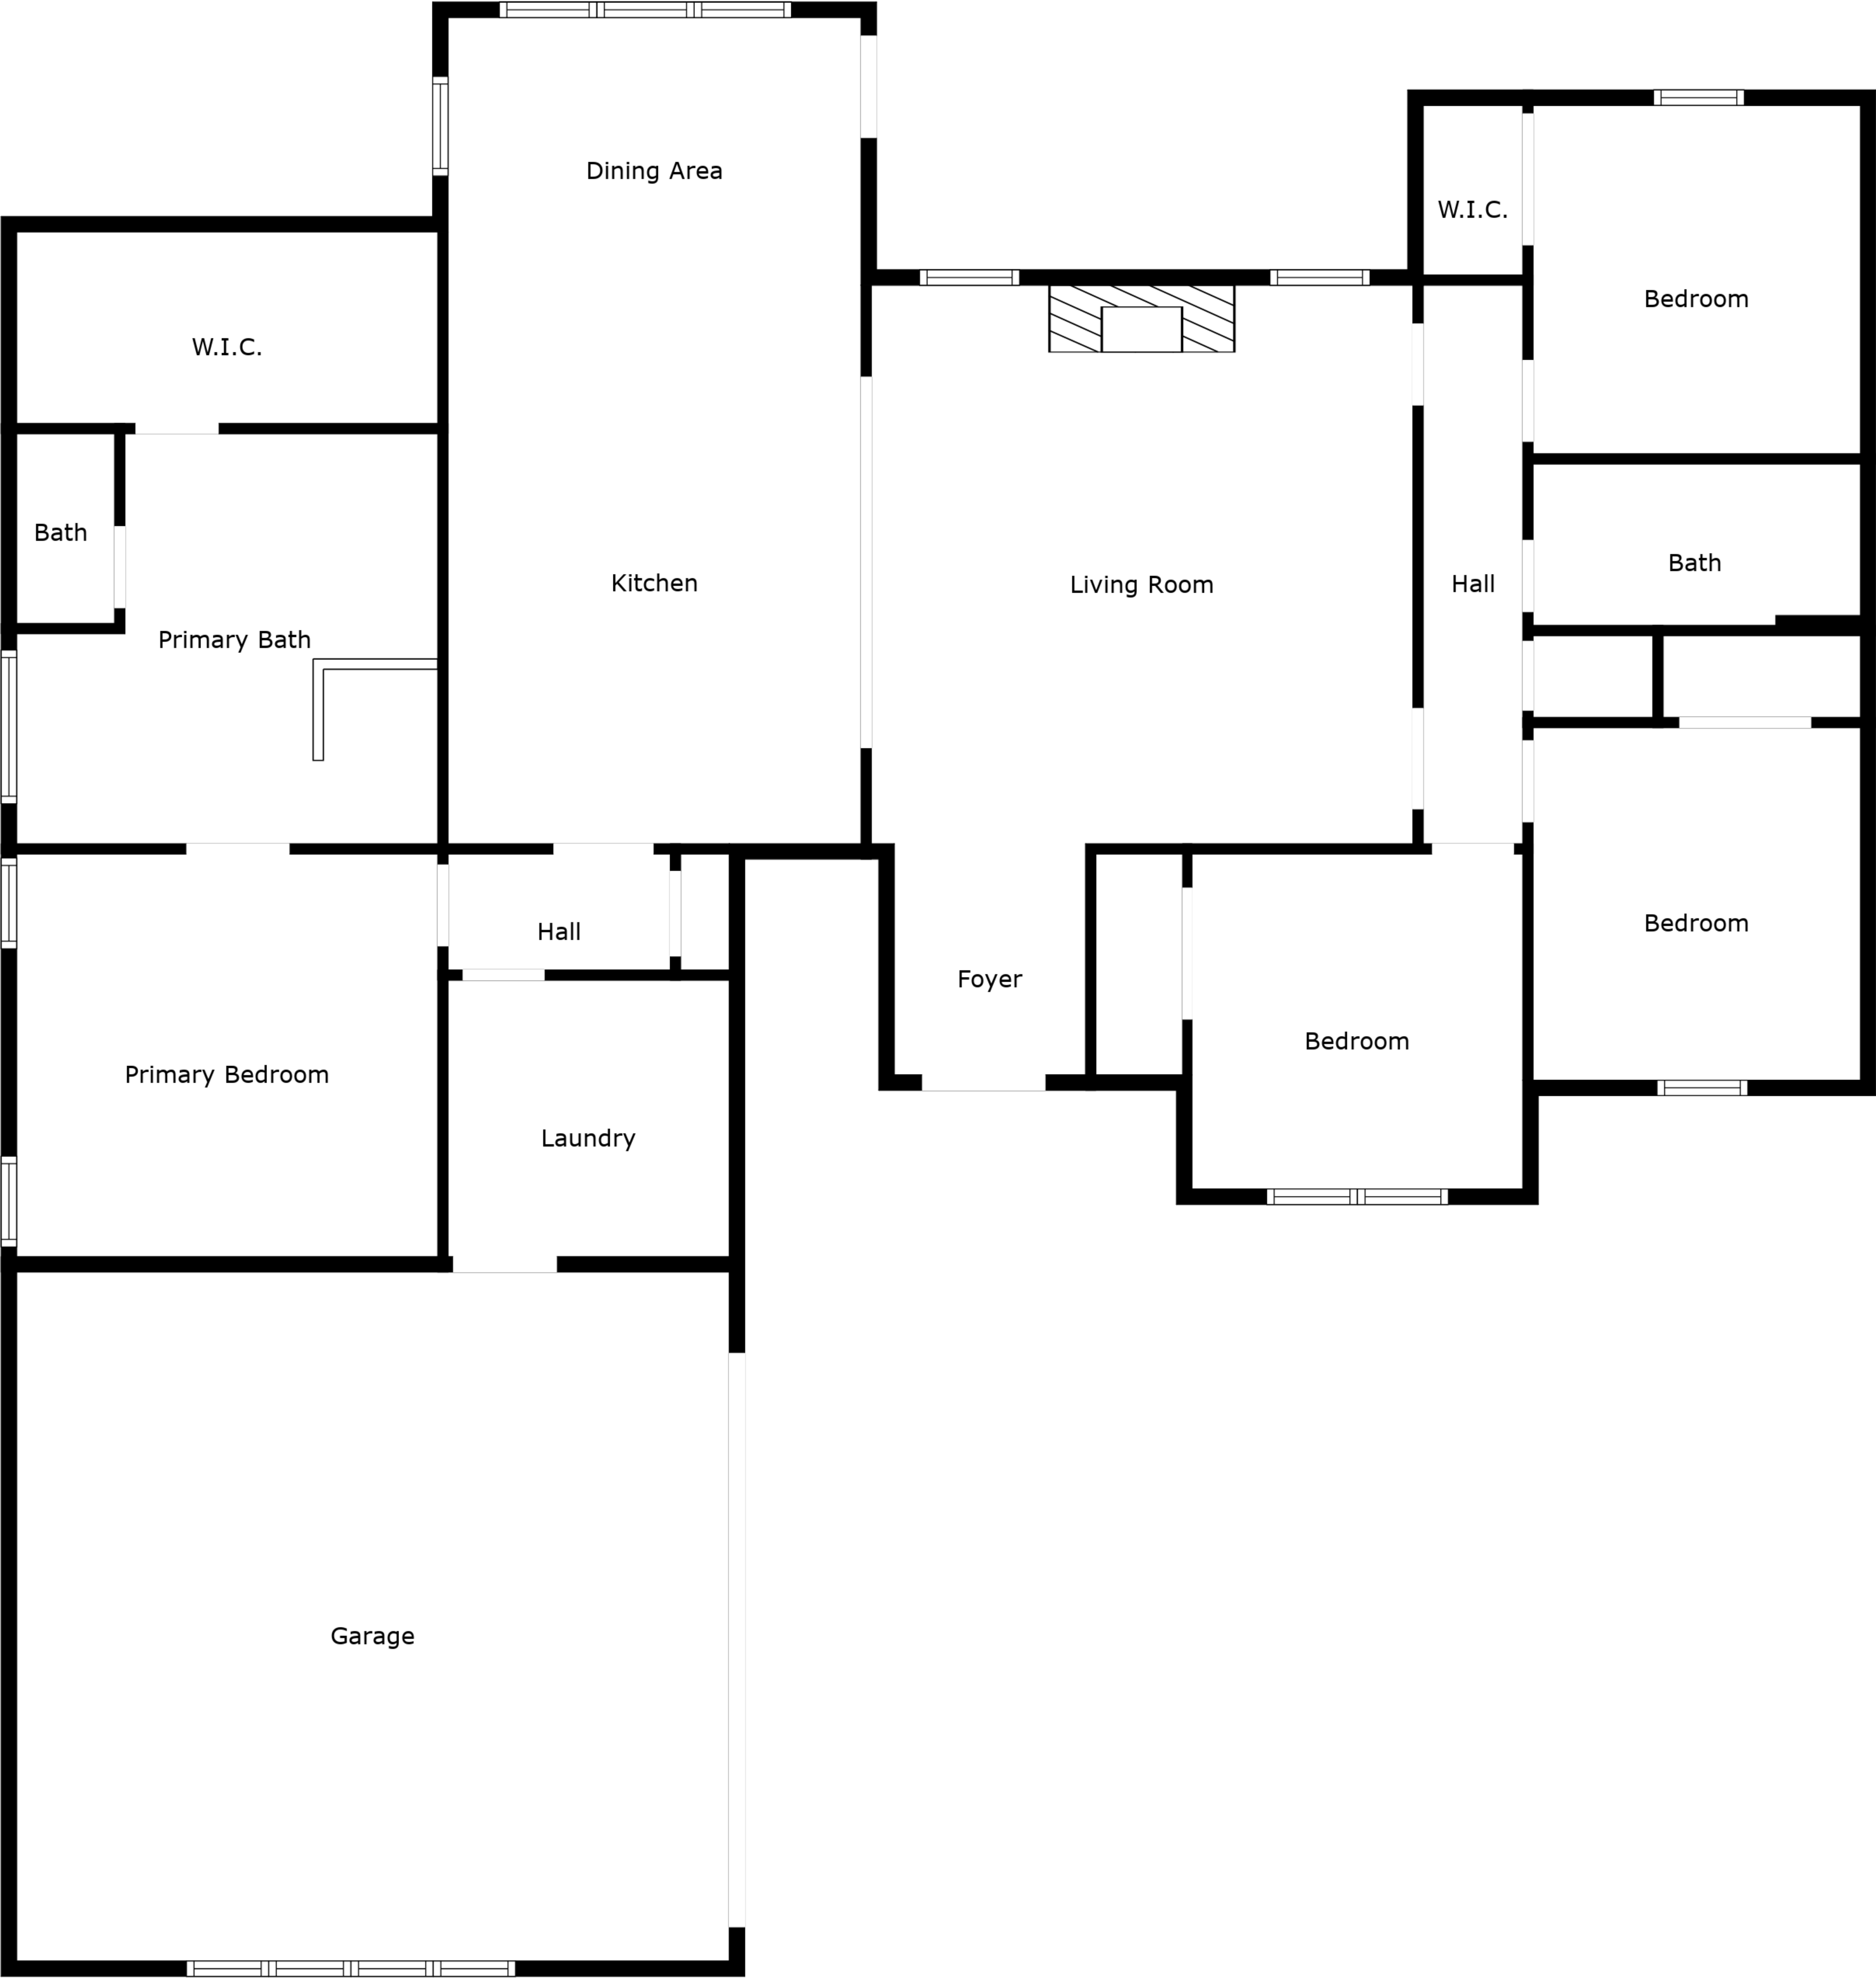 Dining Area
W.I.C.
Bedroom
W.I.C.
Bath
Kitchen
Living Room
Hall
Bath
Primary Bath
Hall
Foyer
Bedroom
Bedroom
Primary Bedroom
Laundry
Garage